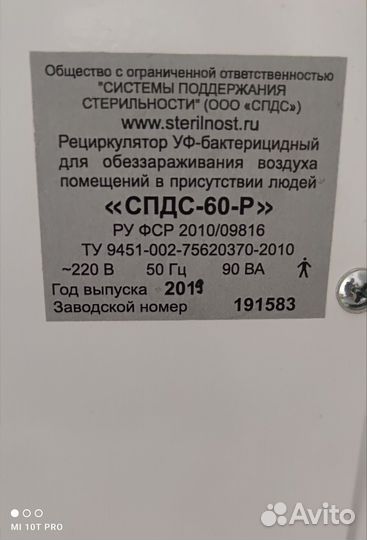 Общество с ограниченной ответственностью
"СИСТЕМЫ ПОДДЕРЖАНИЯ
СТЕРИЛЬНОСТИ" (ООО «СПДС»)
www.sterilnost.ru
Рециркулятор УФ-бактерицидный
для обеззараживания воздуха
помещений в присутствии людей
«СПДС-60-Р»
РУ ФСР 2010/09816
ТУ 9451-002-75620370-2010
~220 В 50 Гц 90 ВА
Год выпуска 2019
Заводской номер 191583
MI 10T PRO
Avito